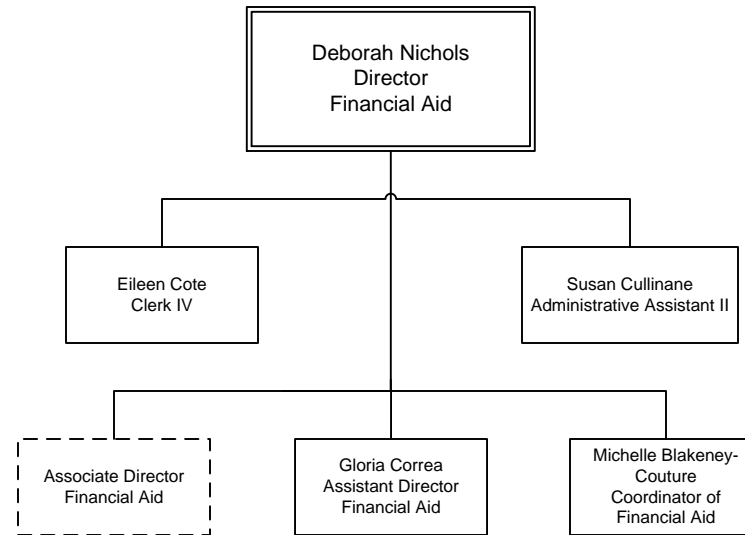 Deborah Nichols
Director
Financial Aid
Eileen Cote
Clerk IV
Susan Cullinane
Administrative Assistant II
Associate Director
Financial Aid
Gloria Correa
Assistant Director
Financial Aid
Michelle Blakeney-
Couture
Coordinator of
Financial Aid